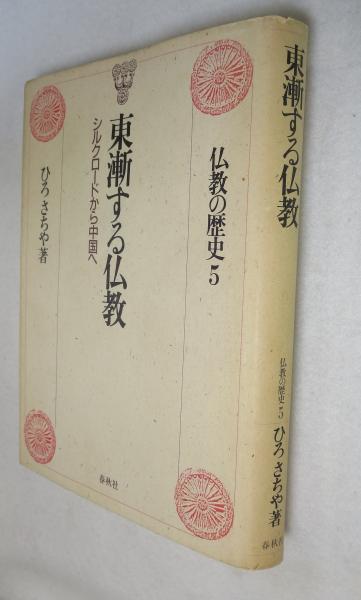 仏教の歴史5
東漸する仏教
シルクロードから中国へ
ひろ さちや著
春秋社
東漸する仏教
仏教の歴史5
ひろ さちや著
春秋社